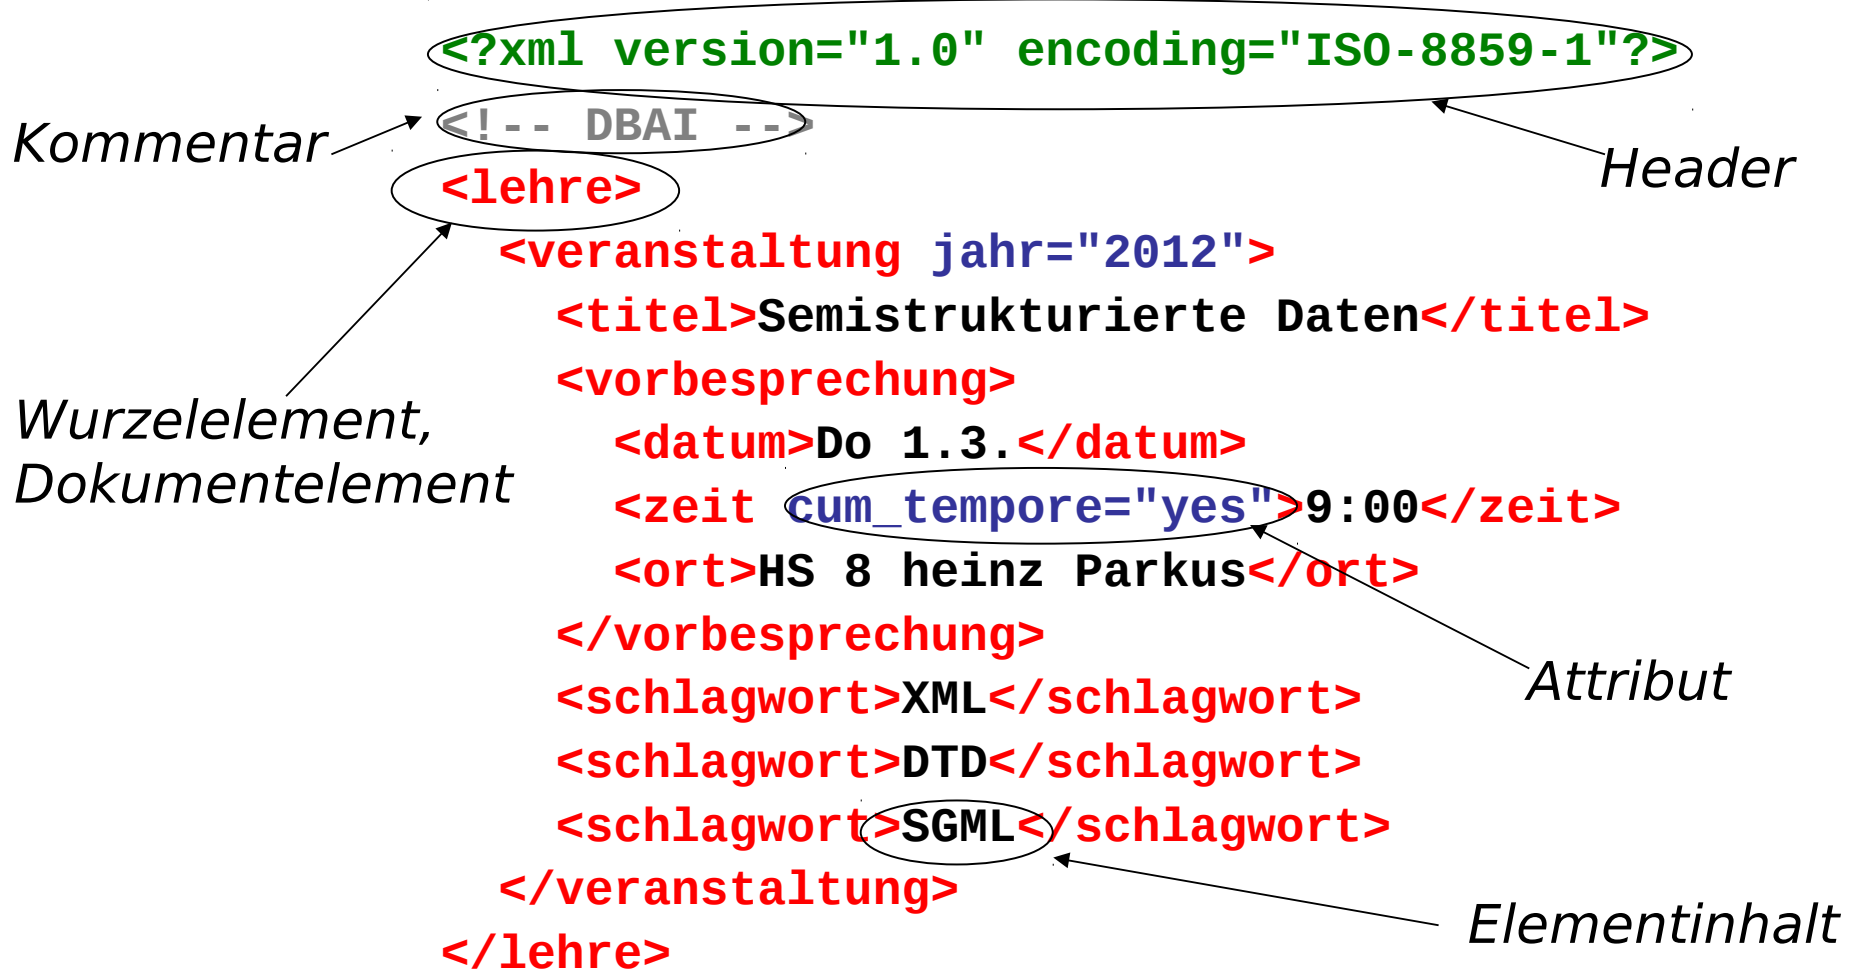 <?xml version="1.0" encoding="ISO-8859-1"?>
<!-- DBAI -->
Kommentar
Header
<lehre>
<veranstaltung jahr="2012">
<titel>Semistrukturierte Daten</titel>
<vorbesprechung>
Wurzelelement,
Dokumentelement
<datum>Do 1.3.</datum>
<zeit cum_tempore="yes">9:00</zeit>
<ort>HS 8 heinz Parkus</ort>
</vorbesprechung>
Attribut
<schlagwort>XML</schlagwort>
<schlagwort>DTD</schlagwort>
<schlagwort>SGML</schlagwort>
</veranstaltung>
Elementinhalt
</lehre>